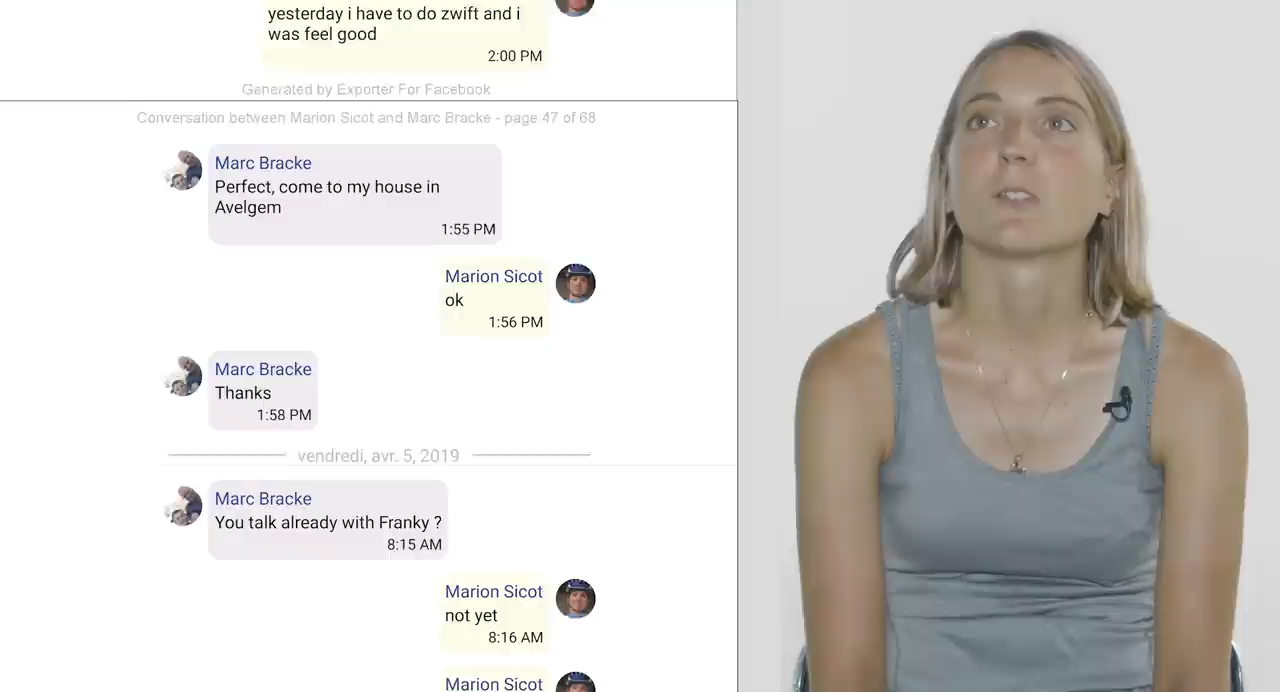 yesterday i have to do zwift and i
was feel good
2:00 PM
Generated by Exporter For Facebook
Conversation between Marion Sicot and Marc Bracke - page 47 of 68
Marc Bracke
Perfect, come to my house in
Avelgem
1:55 PM
Marion Sicot
ok
1:56 PM
Marc Bracke
Thanks
1:58 PM
vendredi, avr. 5, 2019
Marc Bracke
You talk already with Franky ?
8:15 AM
Marion Sicot
not yet
8:16 AM
Marion Sicot